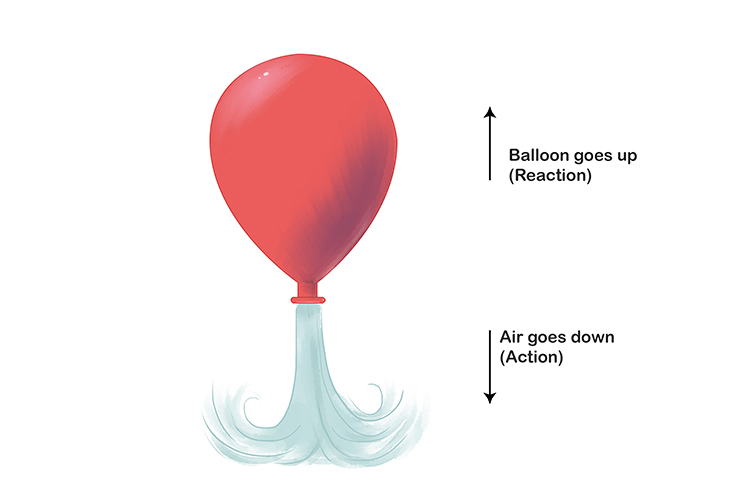 Balloon goes up
(Reaction)
Air goes down
(Action)